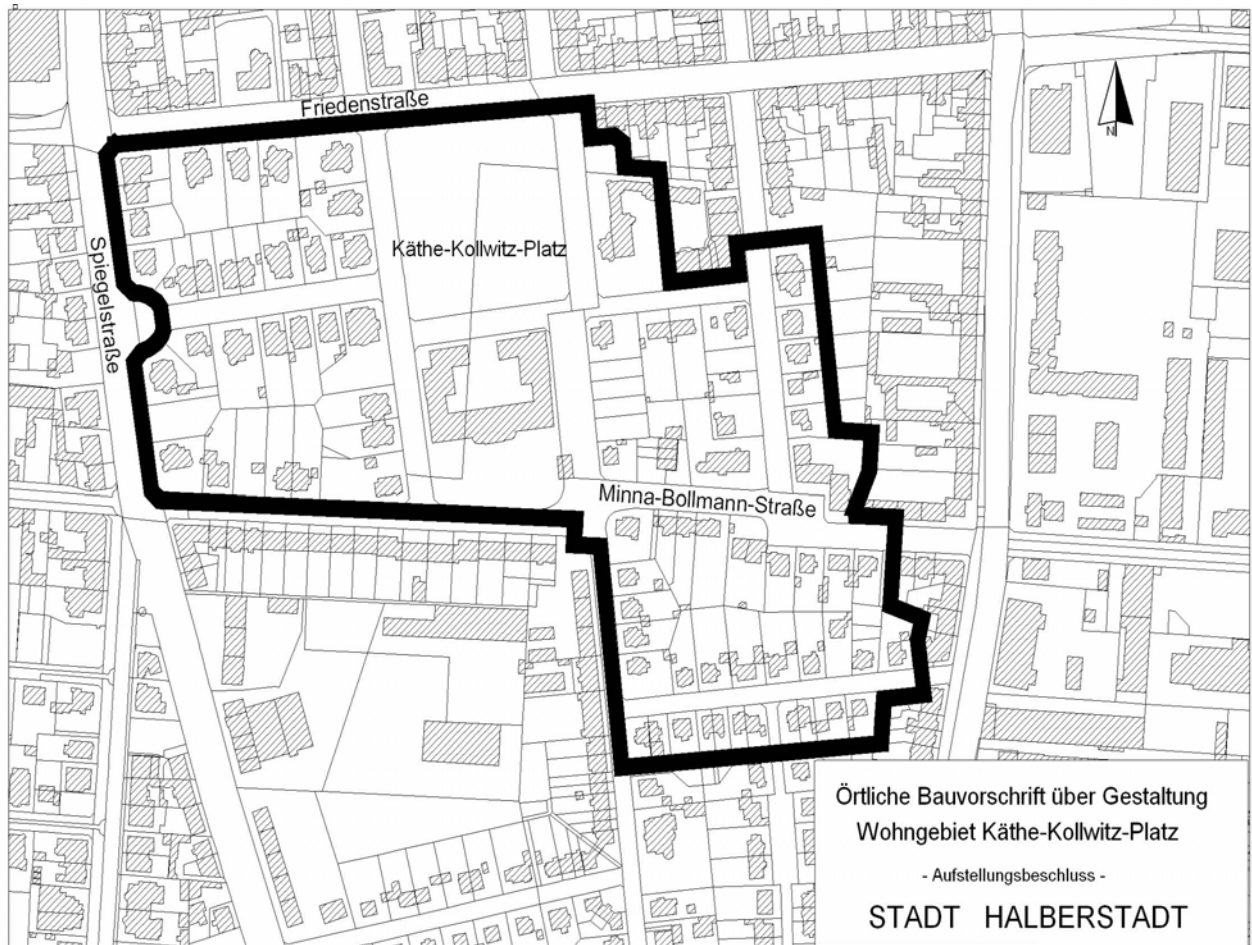 Friedenstraße
Spiegelstraße
Käthe-Kollwitz-Platz
Minna-Bollmann-Straße
N
Örtliche Bauvorschrift über Gestaltung
Wohngebiet Käthe-Kollwitz-Platz
- Aufstellungsbeschluss -
STADT HALBERSTADT